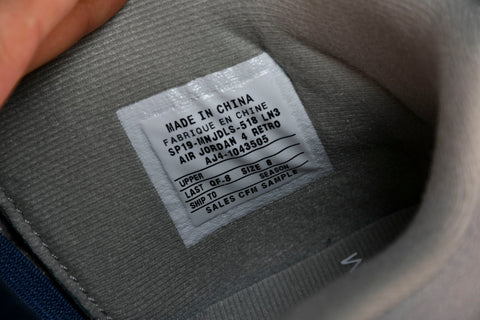 MADE IN CHINA
FABRIQUE EN CHINE
SP19-MNJDLS-518 LN3
AIR JORDAN 4 RETRO
AJ4-1043505
UPPER
LAST QF-8 SIZE 8
SHIP TO SEASON
SALES CFM SAMPLE